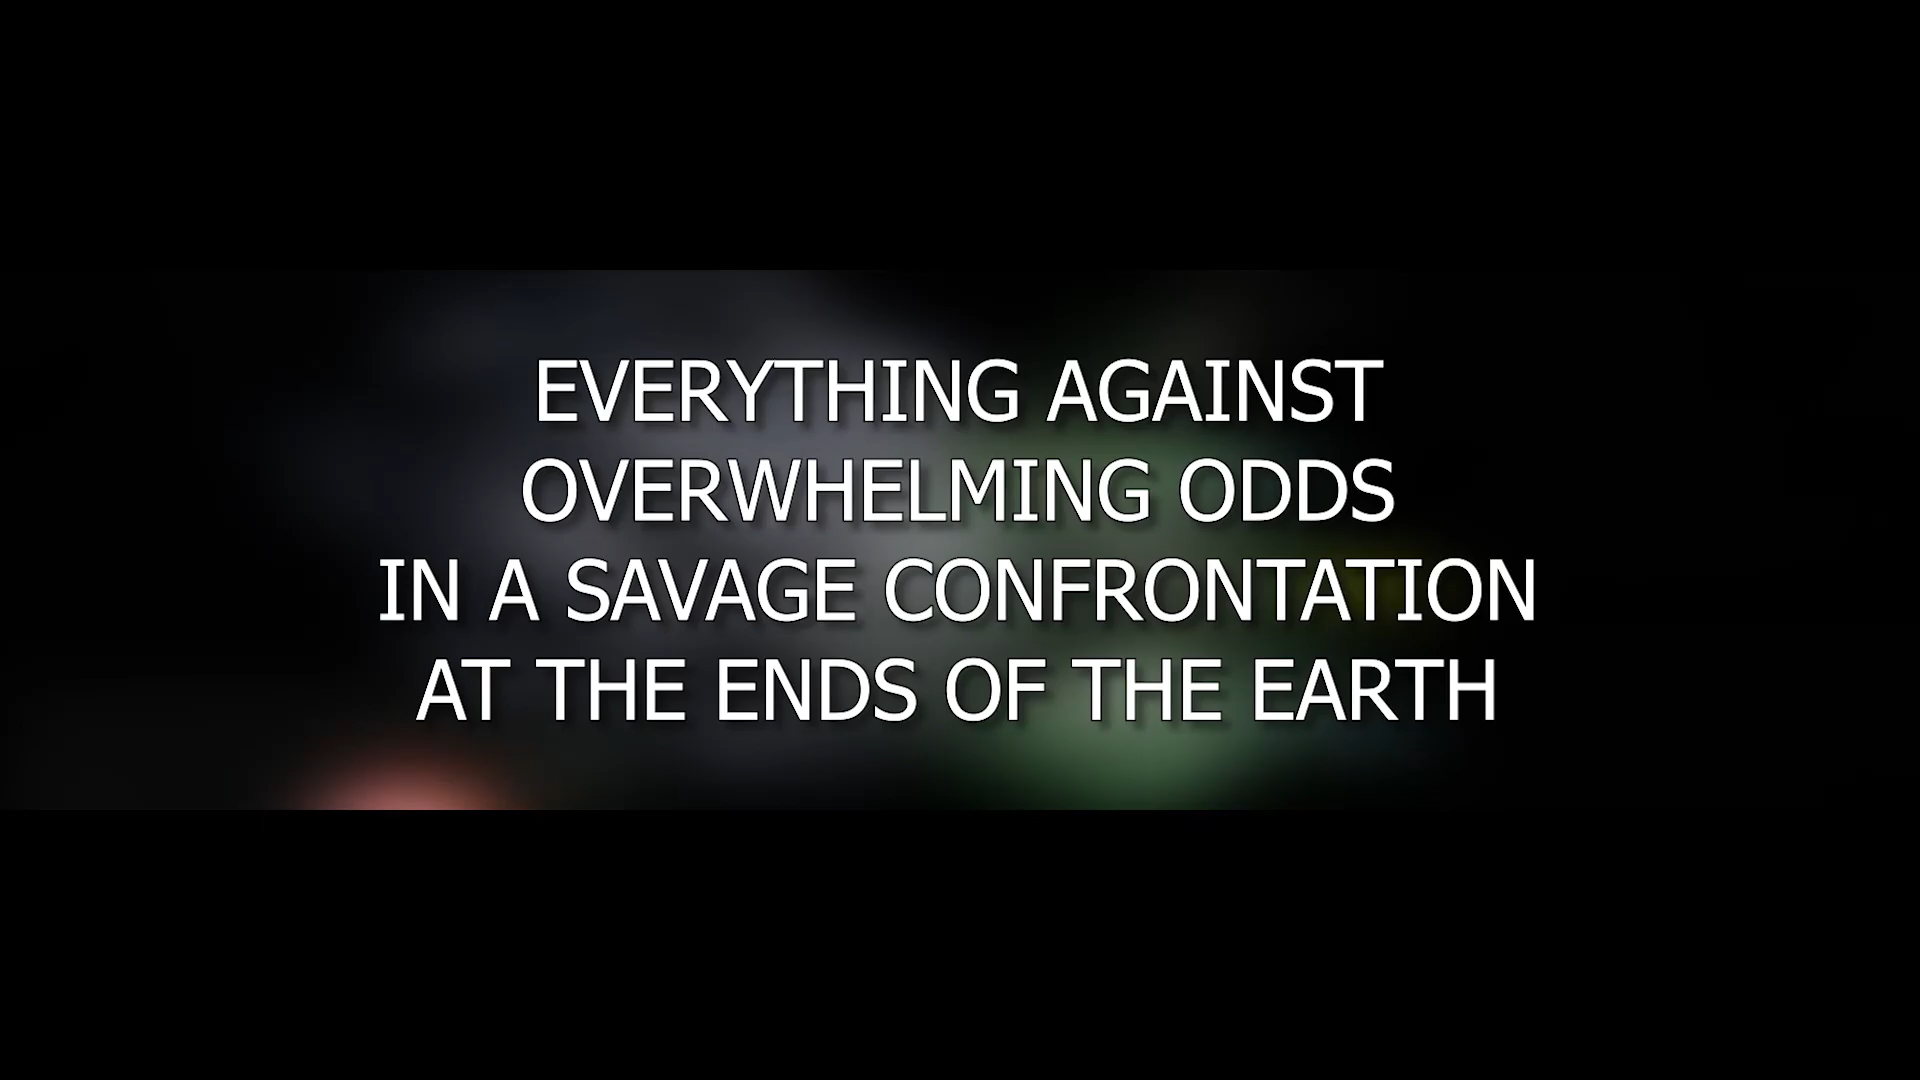 EVERYTHING AGAINST
OVERWHELMING ODDS
IN A SAVAGE CONFRONTATION
AT THE ENDS OF THE EARTH